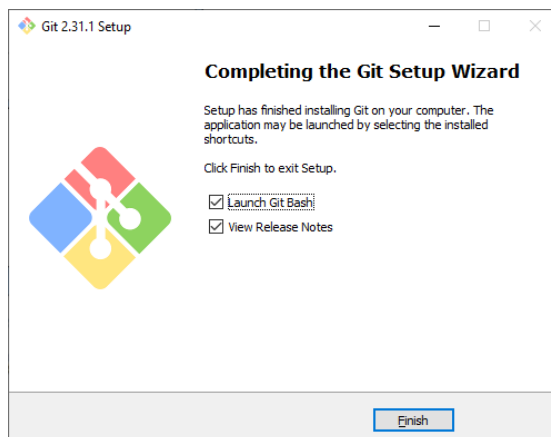 Git 2.31.1 Setup
Completing the Git Setup Wizard
Setup has finished installing Git on your computer. The
application may be launched by selecting the installed
shortcuts.
Click Finish to exit Setup.
Launch Git Bash
View Release Notes
Finish